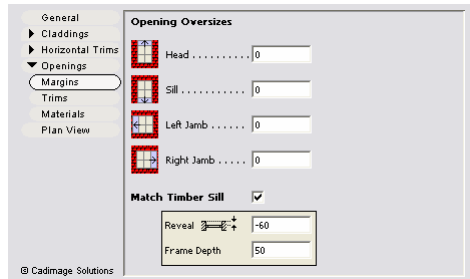 General
Claddings
Horizontal Trims
Openings
Margins
Trims
Materials
Plan View
© Cadimage Solutions
Opening Oversizes
Head . . . . . . . . . . 0
Sill . . . . . . . . . . . 0
Left Jamb . . . . . . 0
Right Jamb . . . . . 0
Match Timber Sill
Reveal -60
Frame Depth 50